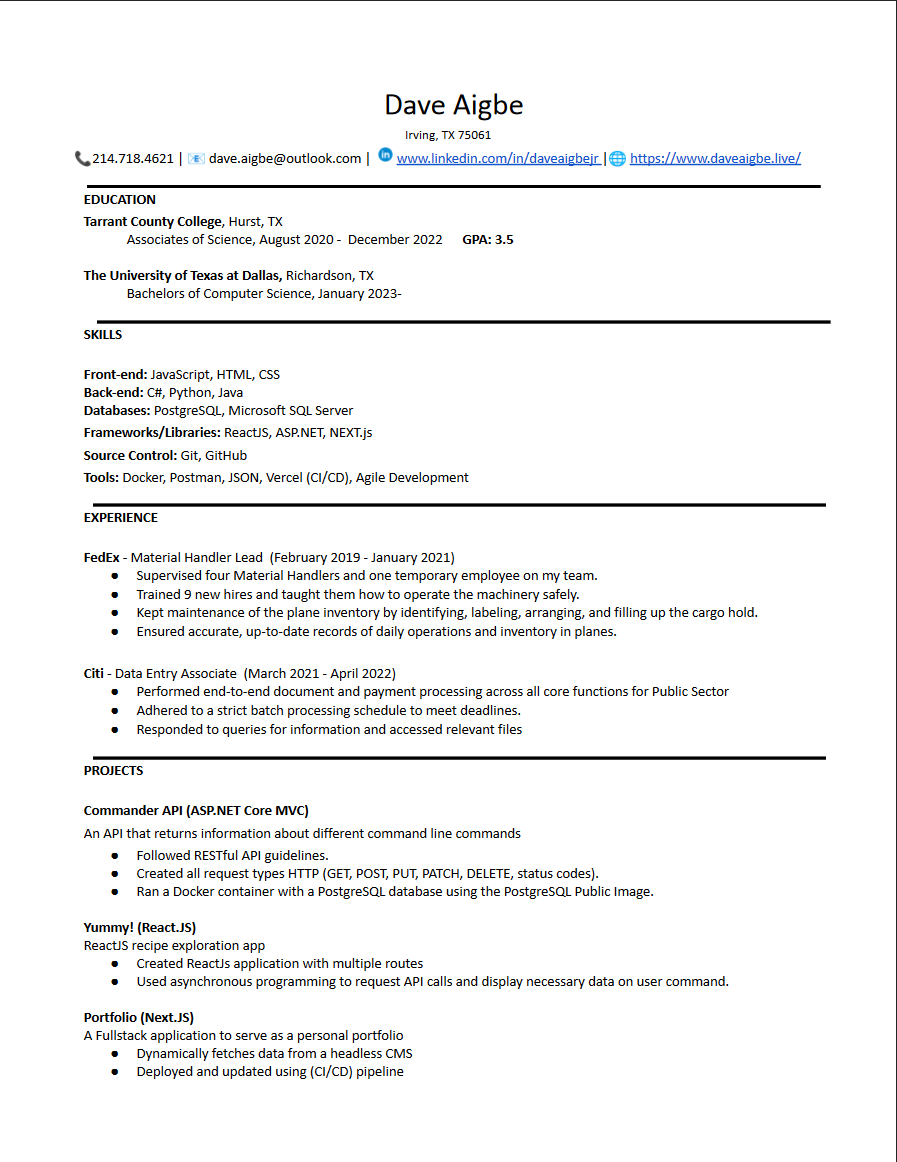 Dave Aigbe
Irving, TX 75061
214.718.4621 | dave.aigbe@outlook.com | in www.linkedin.com/in/daveaigbejr | https://www.daveaigbe.live/
EDUCATION
Tarrant County College, Hurst, TX
Associates of Science, August 2020 - December 2022 GPA: 3.5
The University of Texas at Dallas, Richardson, TX
Bachelors of Computer Science, January 2023-
SKILLS
Front-end: JavaScript, HTML, CSS
Back-end: C#, Python, Java
Databases: PostgreSQL, Microsoft SQL Server
Frameworks/Libraries: ReactJS, ASP.NET, NEXT.js
Source Control: Git, GitHub
Tools: Docker, Postman, JSON, Vercel (CI/CD), Agile Development
EXPERIENCE
FedEx - Material Handler Lead (February 2019 - January 2021)
● Supervised four Material Handlers and one temporary employee on my team.
● Trained 9 new hires and taught them how to operate the machinery safely.
● Kept maintenance of the plane inventory by identifying, labeling, arranging, and filling up the cargo hold.
● Ensured accurate, up-to-date records of daily operations and inventory in planes.
Citi - Data Entry Associate (March 2021 - April 2022)
● Performed end-to-end document and payment processing across all core functions for Public Sector
● Adhered to a strict batch processing schedule to meet deadlines.
● Responded to queries for information and accessed relevant files
PROJECTS
Commander API (ASP.NET Core MVC)
An API that returns information about different command line commands
● Followed RESTful API guidelines.
● Created all request types HTTP (GET, POST, PUT, PATCH, DELETE, status codes).
● Ran a Docker container with a PostgreSQL database using the PostgreSQL Public Image.
Yummy! (React.JS)
ReactJS recipe exploration app
● Created ReactJs application with multiple routes
● Used asynchronous programming to request API calls and display necessary data on user command.
Portfolio (Next.JS)
A Fullstack application to serve as a personal portfolio
● Dynamically fetches data from a headless CMS
● Deployed and updated using (CI/CD) pipeline